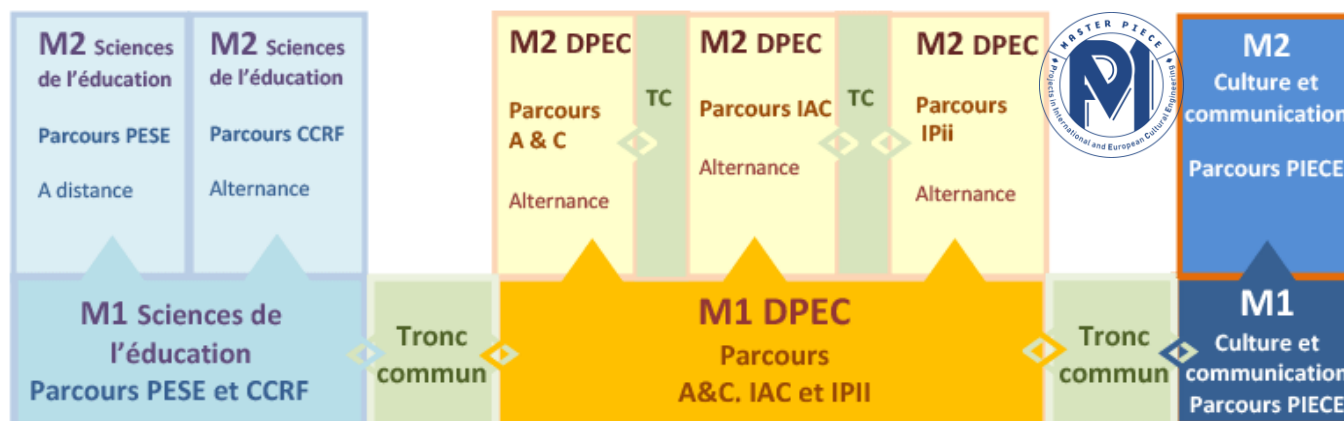 M2 Sciences
de l'éducation
Parcours PESE
A distance
M2 Sciences
de l'éducation
Parcours CCRF
Alternance
M2 DPEC
Parcours
A & C
Alternance
TC
M2 DPEC
Parcours IAC
Alternance
TC
M2 DPEC
Parcours
IPii
Alternance
MASTER PIECE
Projects in International and European Cultural Engineering
M2
Culture et
communication
Parcours PIECE
M1 Sciences de
l'éducation
Parcours PESE et CCRF
Tronc
commun
M1 DPEC
Parcours
A&C. IAC et IPII
Tronc
commun
M1
Culture et
communication
Parcours PIECE